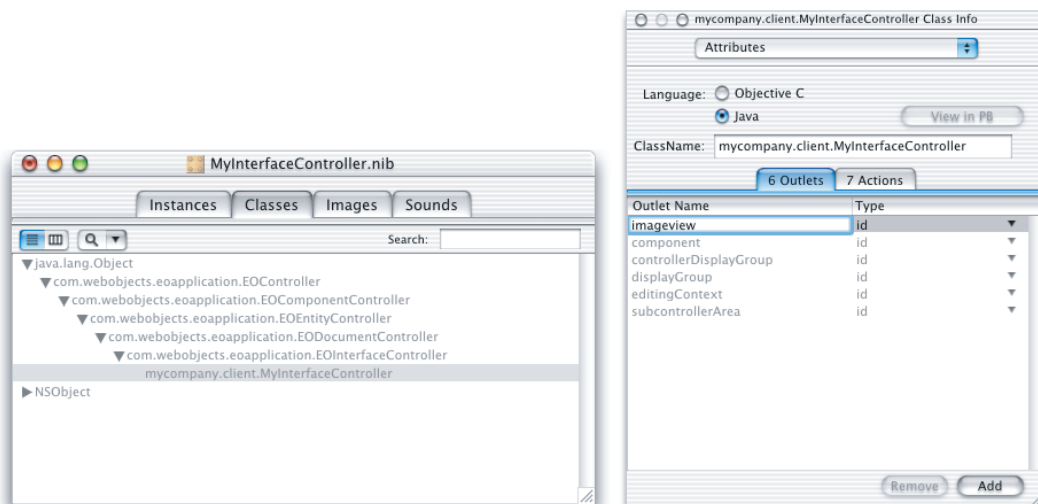 MyInterfaceController.nib
Instances Classes Images Sounds
Search:
java.lang.Object
com.webobjects.eoapplication.EOController
com.webobjects.eoapplication.EOComponentController
com.webobjects.eoapplication.EOEntityController
com.webobjects.eoapplication.EODocumentController
com.webobjects.eoapplication.EOInterfaceController
mycompany.client.MyInterfaceController
NSObject
mycompany.client.MyInterfaceController Class Info
Attributes
Language: Objective C
Java View in PB
ClassName: mycompany.client.MyInterfaceController
6 Outlets 7 Actions
Outlet Name Type
imageview id
component id
controllerDisplayGroup id
displayGroup id
editingContext id
subcontrollerArea id
Remove Add